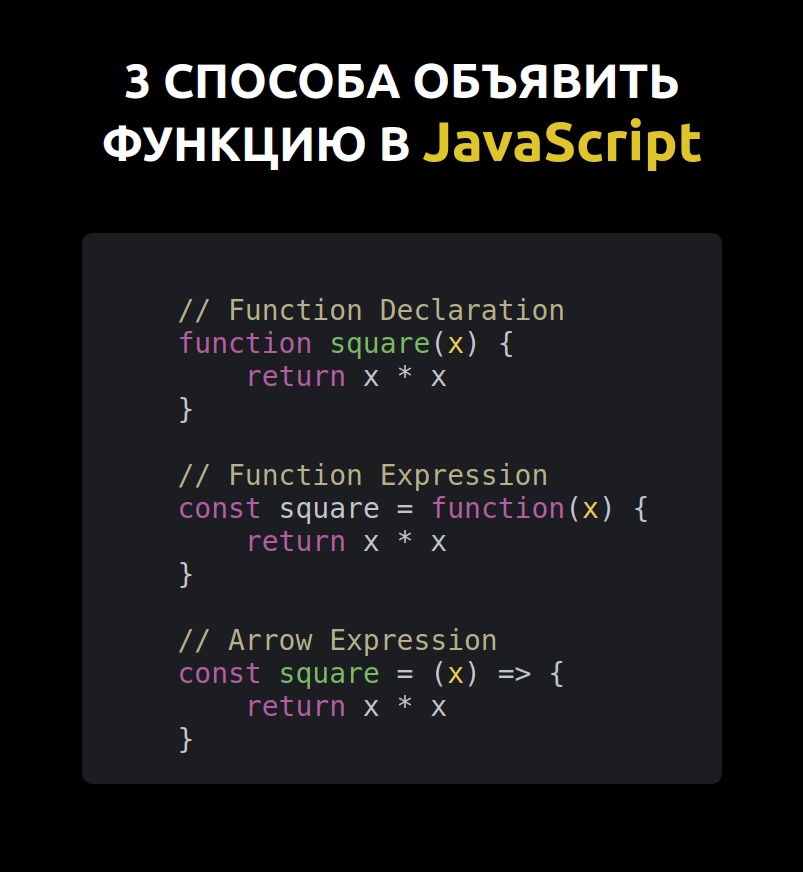 3 СПОСОБА ОБЪЯВИТЬ
ФУНКЦИЮ В JavaScript
// Function Declaration
function square(x) {
    return x * x
}
// Function Expression
const square = function(x) {
    return x * x
}
// Arrow Expression
const square = (x) => {
    return x * x
}